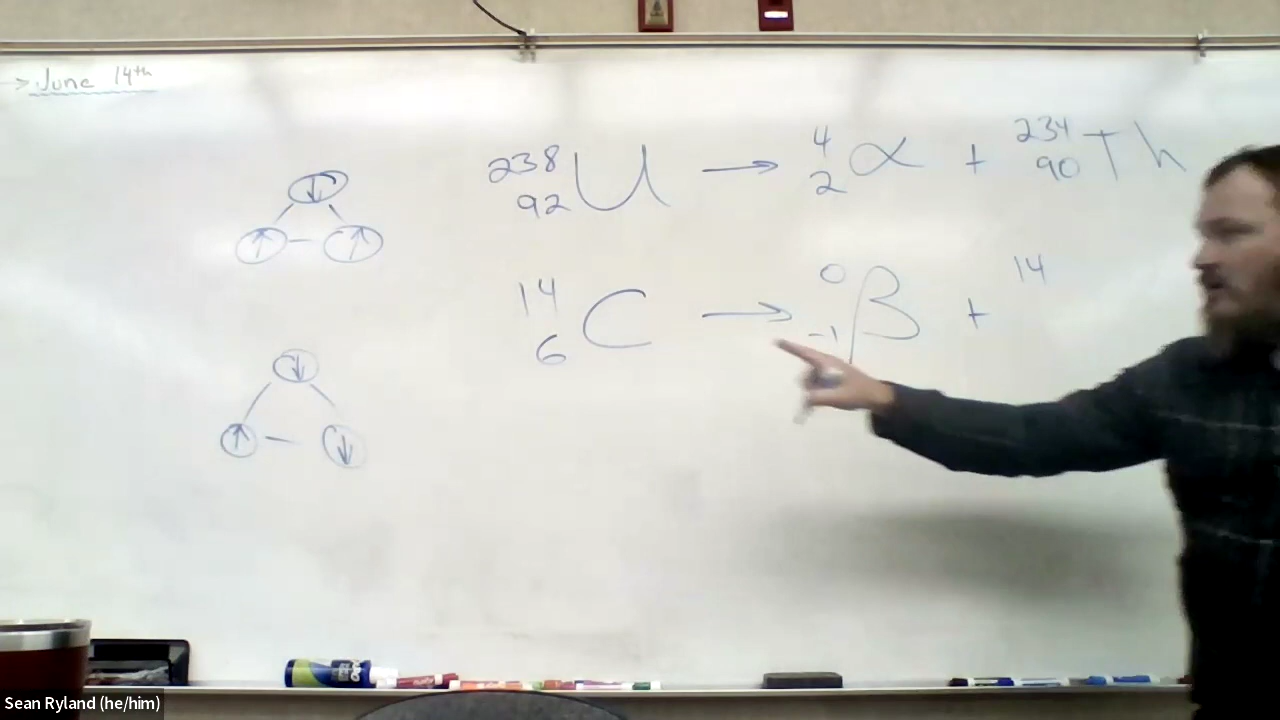 → June 14th
238 92 U → 4 2 α + 234 90 Th
14 6 C → 0 -1 β + 14
↓
↑ ↑
↓
↑ ↓
Sean Ryland (he/him)